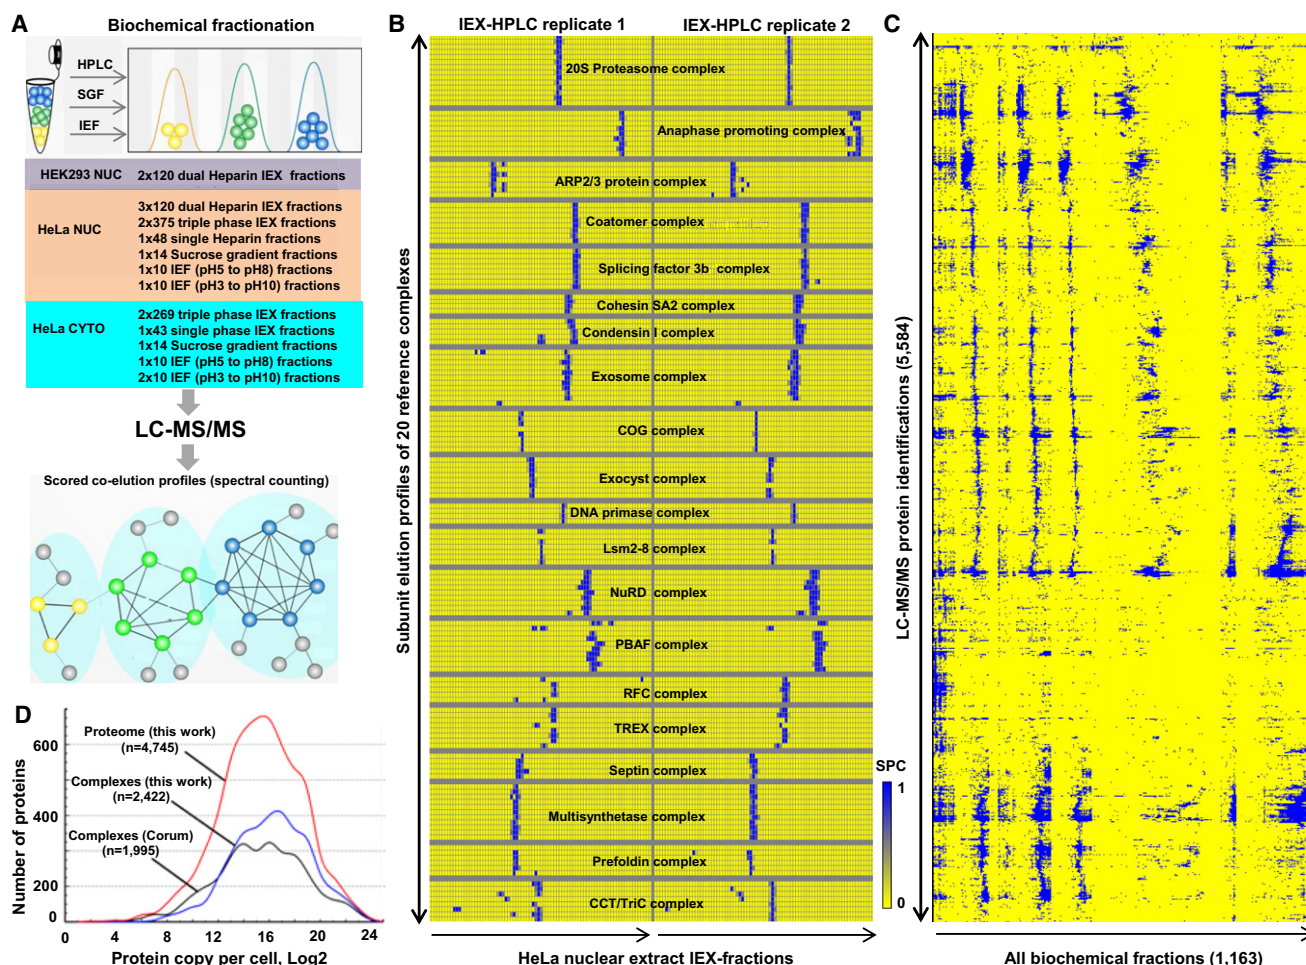 A
Biochemical fractionation
HPLC
SGF
IEF
HEK293 NUC
2x120 dual Heparin IEX fractions
HeLa NUC
3x120 dual Heparin IEX fractions
2x375 triple phase IEX fractions
1x48 single Heparin fractions
1x14 Sucrose gradient fractions
1x10 IEF (pH5 to pH8) fractions
1x10 IEF (pH3 to pH10) fractions
HeLa CYTO
2x269 triple phase IEX fractions
1x43 single phase IEX fractions
1x14 Sucrose gradient fractions
1x10 IEF (pH5 to pH8) fractions
2x10 IEF (pH3 to pH10) fractions
LC-MS/MS
Scored co-elution profiles (spectral counting)
B
IEX-HPLC replicate 1
IEX-HPLC replicate 2
Subunit elution profiles of 20 reference complexes
20S Proteasome complex
Anaphase promoting complex
ARP2/3 protein complex
Coatomer complex
Splicing factor 3b complex
Cohesin SA2 complex
Condensin I complex
Exosome complex
COG complex
Exocyst complex
DNA primase complex
Lsm2-8 complex
NuRD complex
PBAF complex
RFC complex
TREX complex
Septin complex
Multisynthetase complex
Prefoldin complex
CCT/TriC complex
HeLa nuclear extract IEX-fractions
SPC
1
0
C
LC-MS/MS protein identifications (5,584)
All biochemical fractions (1,163)
D
Number of proteins
600
400
200
0
Proteome (this work)
(n=4,745)
Complexes (this work)
(n=2,422)
Complexes (Corum)
(n=1,995)
0 4 8 12 16 20 24
Protein copy per cell, Log2